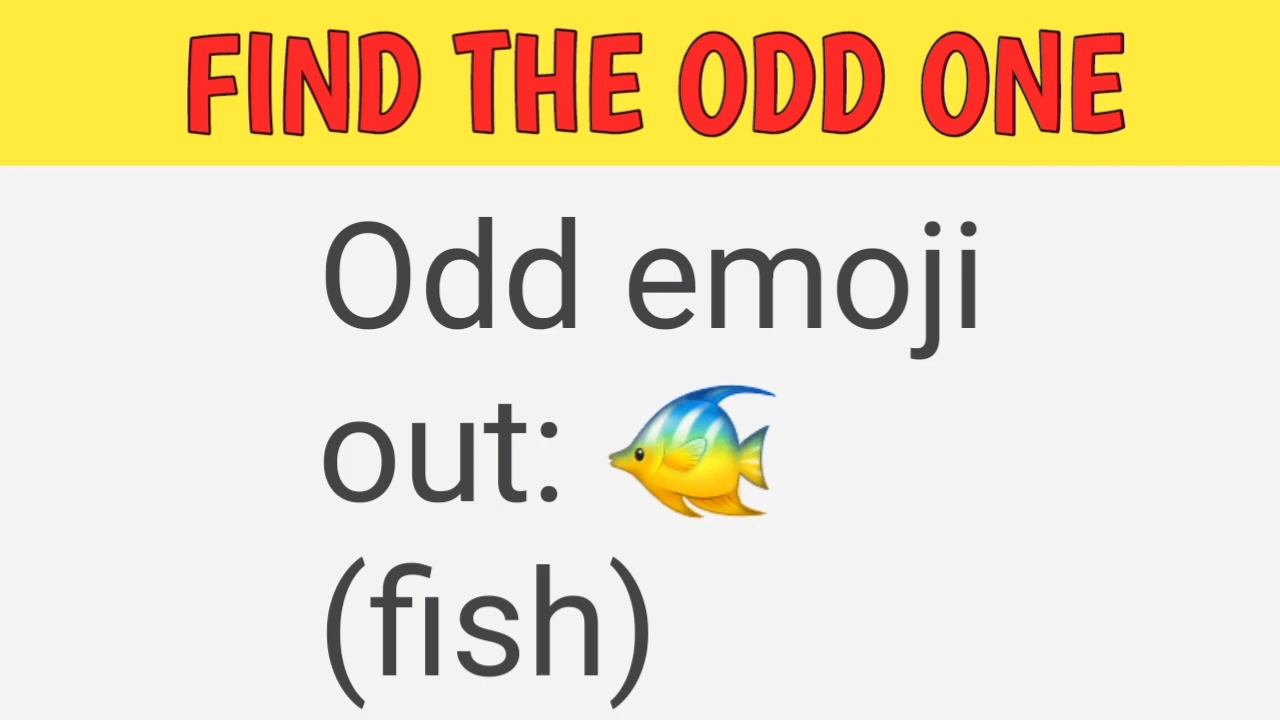 FIND THE ODD ONE
Odd emoji
out: 🐠
(fish)